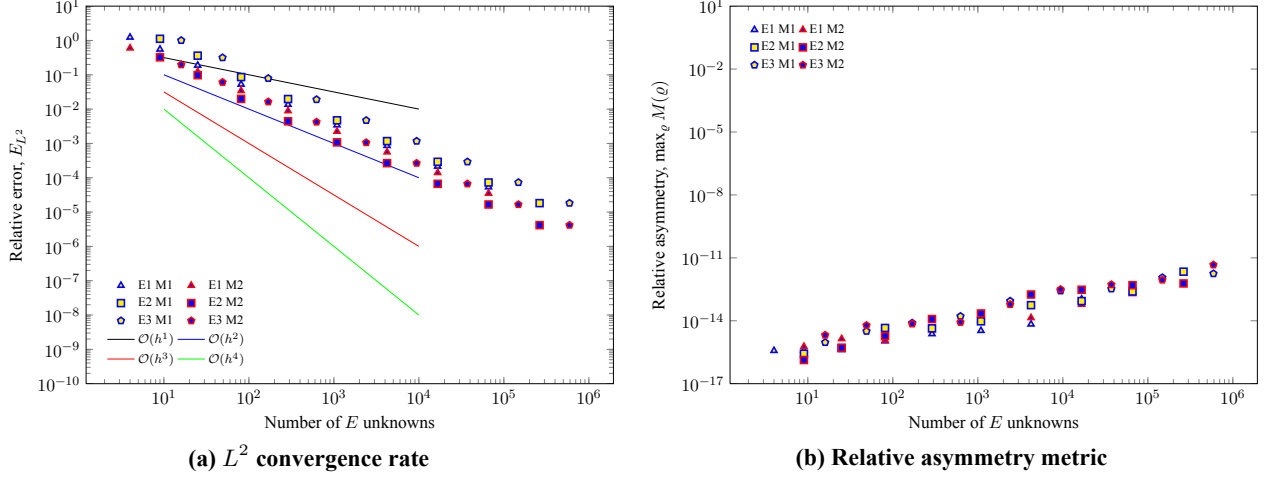 10^1
10^0
10^−1
10^−2
10^−3
10^−4
10^−5
10^−6
10^−7
10^−8
10^−9
10^−10
Relative error, E_{L^2}
E1 M1
E1 M2
E2 M1
E2 M2
E3 M1
E3 M2
𝒪(h^1)
𝒪(h^2)
𝒪(h^3)
𝒪(h^4)
10^1
10^2
10^3
10^4
10^5
10^6
Number of E unknowns
(a) L^2 convergence rate
10^1
10^−2
10^−5
10^−8
10^−11
10^−14
10^−17
Relative asymmetry, max_ϱ M(ϱ)
E1 M1
E1 M2
E2 M1
E2 M2
E3 M1
E3 M2
10^1
10^2
10^3
10^4
10^5
10^6
Number of E unknowns
(b) Relative asymmetry metric